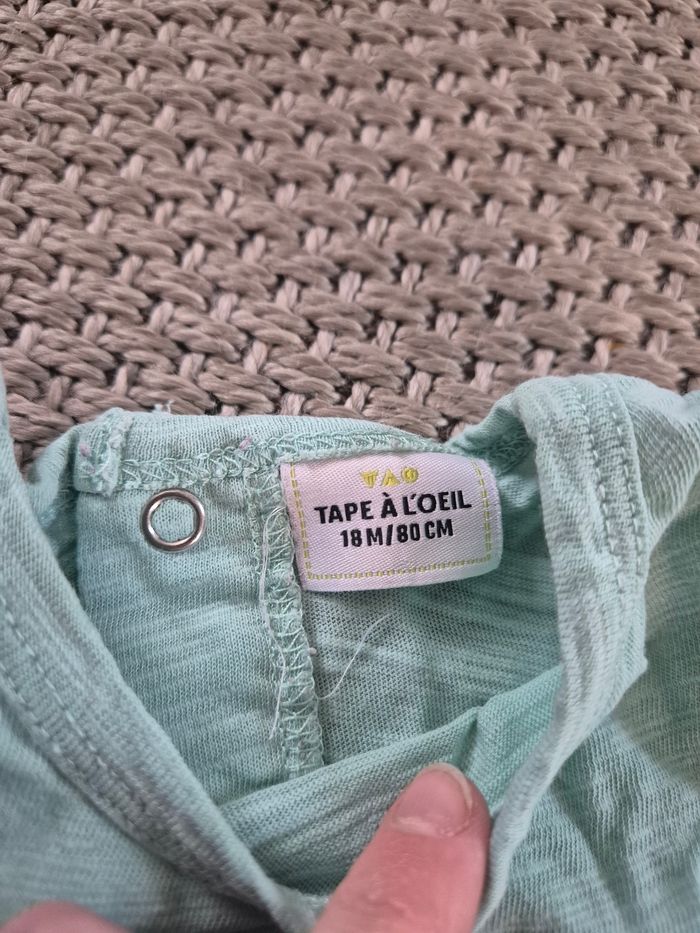 TAO
TAPE À L'OEIL
18 M/80 CM